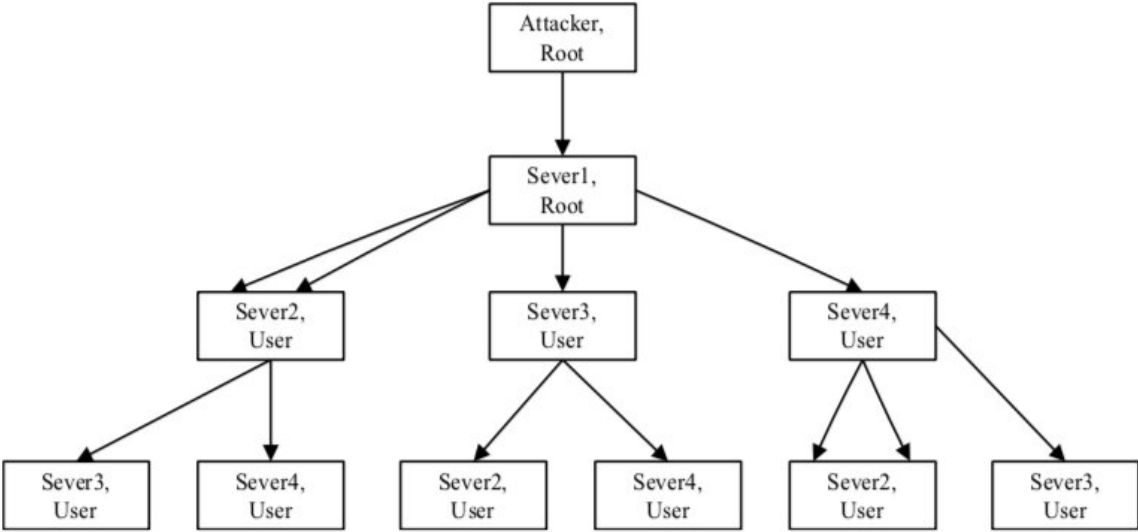 Attacker,
Root
Sever1,
Root
Sever2,
User
Sever3,
User
Sever4,
User
Sever3,
User
Sever4,
User
Sever2,
User
Sever4,
User
Sever2,
User
Sever3,
User